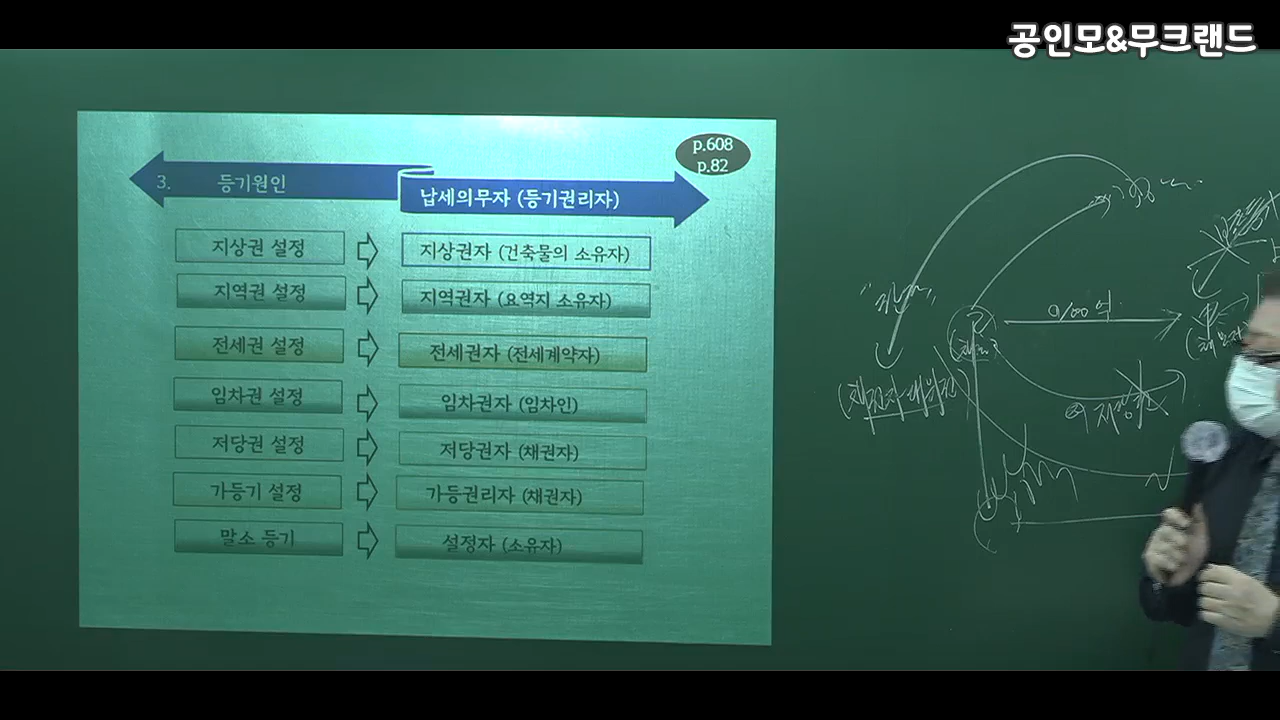 공인모&무크랜드
p.608
p.82
3. 등기원인
납세의무자 (등기권리자)
지상권 설정
지상권자 (건축물의 소유자)
지역권 설정
지역권자 (요역지 소유자)
전세권 설정
전세권자 (전세계약자)
임차권 설정
임차권자 (임차인)
저당권 설정
저당권자 (채권자)
가등기 설정
가등권리자 (채권자)
말소 등기
설정자 (소유자)
(채권자 대위권)